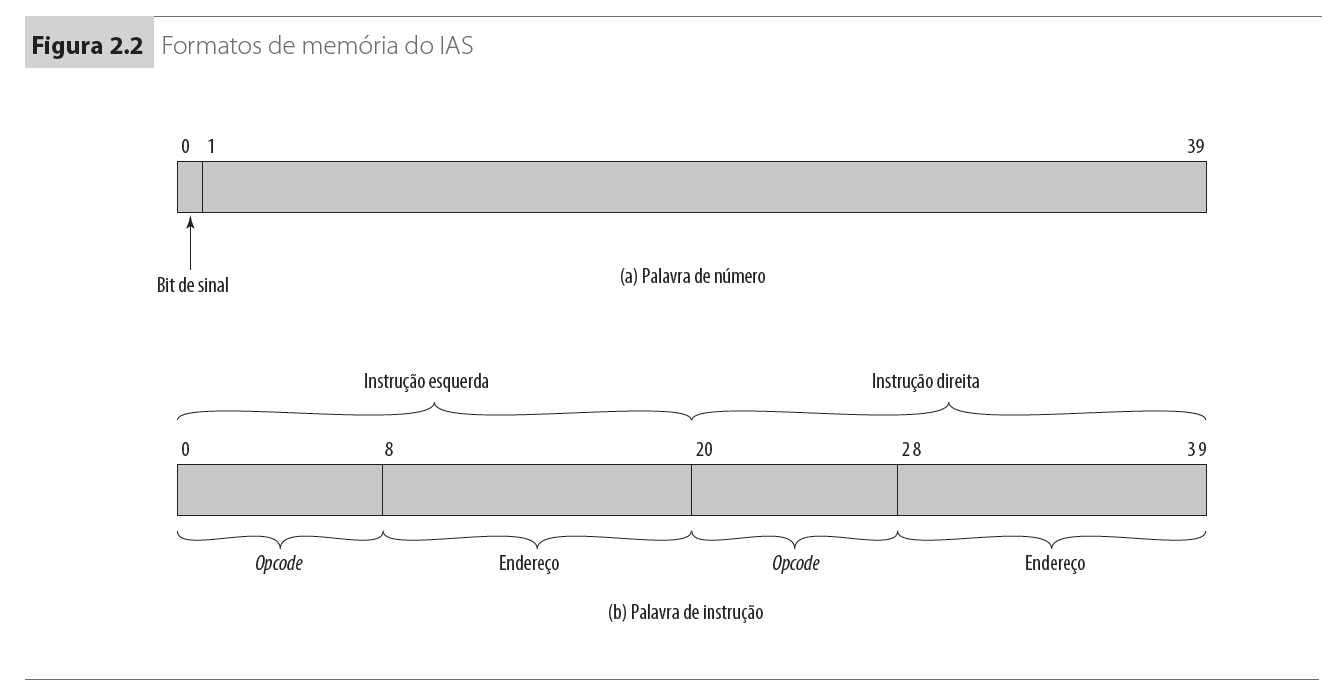 Figura 2.2 Formatos de memória do IAS
0 1 39
Bit de sinal
(a) Palavra de número
Instrução esquerda Instrução direita
0 8 20 28 39
Opcode Endereço Opcode Endereço
(b) Palavra de instrução